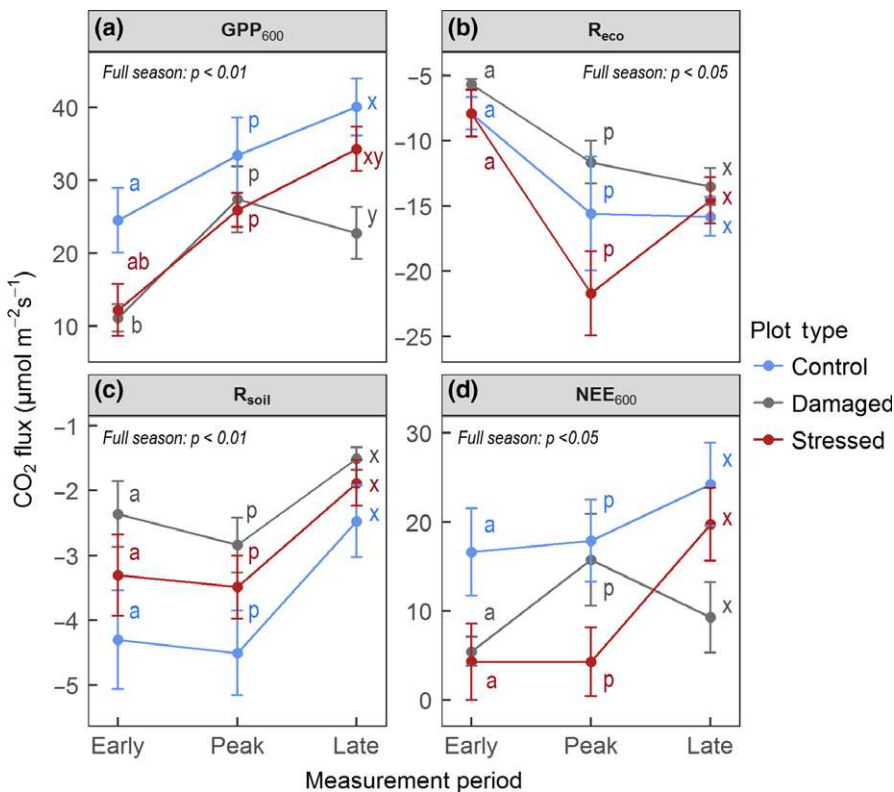 (a) GPP600
Full season: p < 0.01
40
30
20
10
a
ab
b
p
p
p
x
xy
y
(b) Reco
Full season: p < 0.05
−5
−10
−15
−20
−25
a
a
a
p
p
p
x
x
x
CO2 flux (μmol m−2s−1)
Plot type
Control
Damaged
Stressed
(c) Rsoil
Full season: p < 0.01
−1
−2
−3
−4
−5
a
a
a
p
p
p
x
x
x
Early Peak Late
(d) NEE600
Full season: p <0.05
30
20
10
0
a
a
a
p
p
p
x
x
x
Early Peak Late
Measurement period